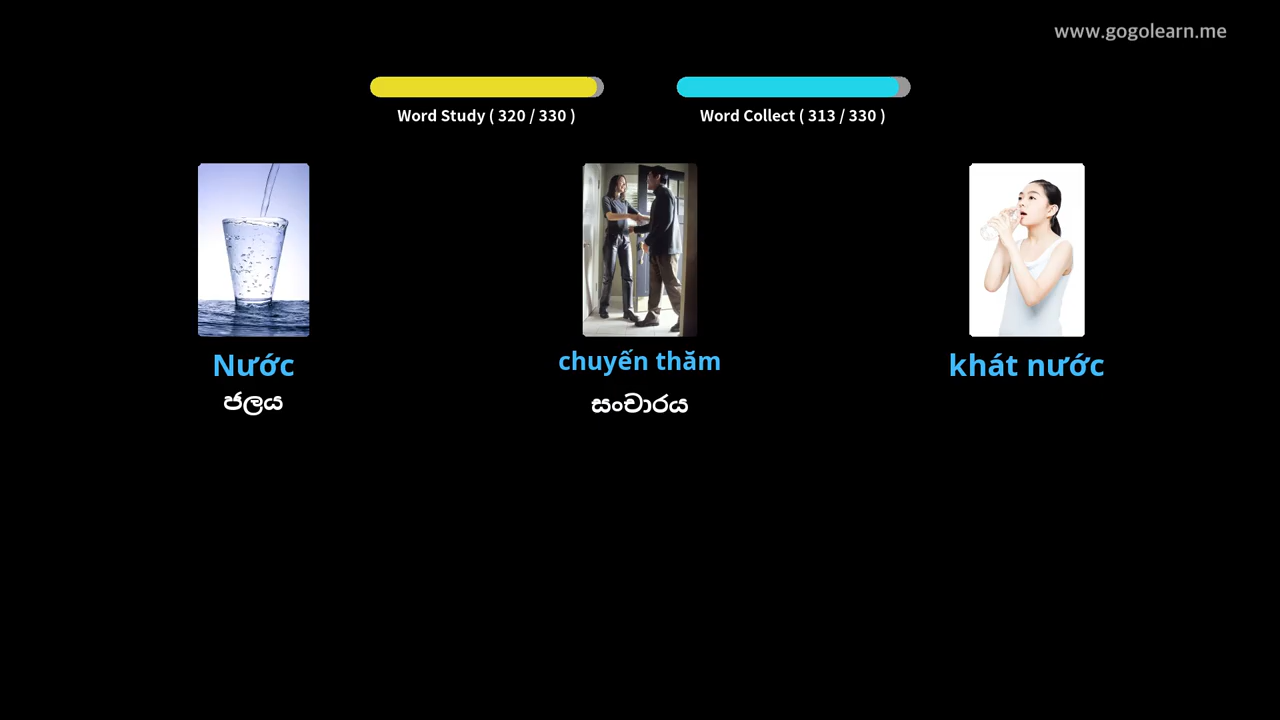 www.gogolearn.me
Word Study ( 320 / 330 )
Word Collect ( 313 / 330 )
Nước
ජලය
chuyến thăm
සංචාරය
khát nước